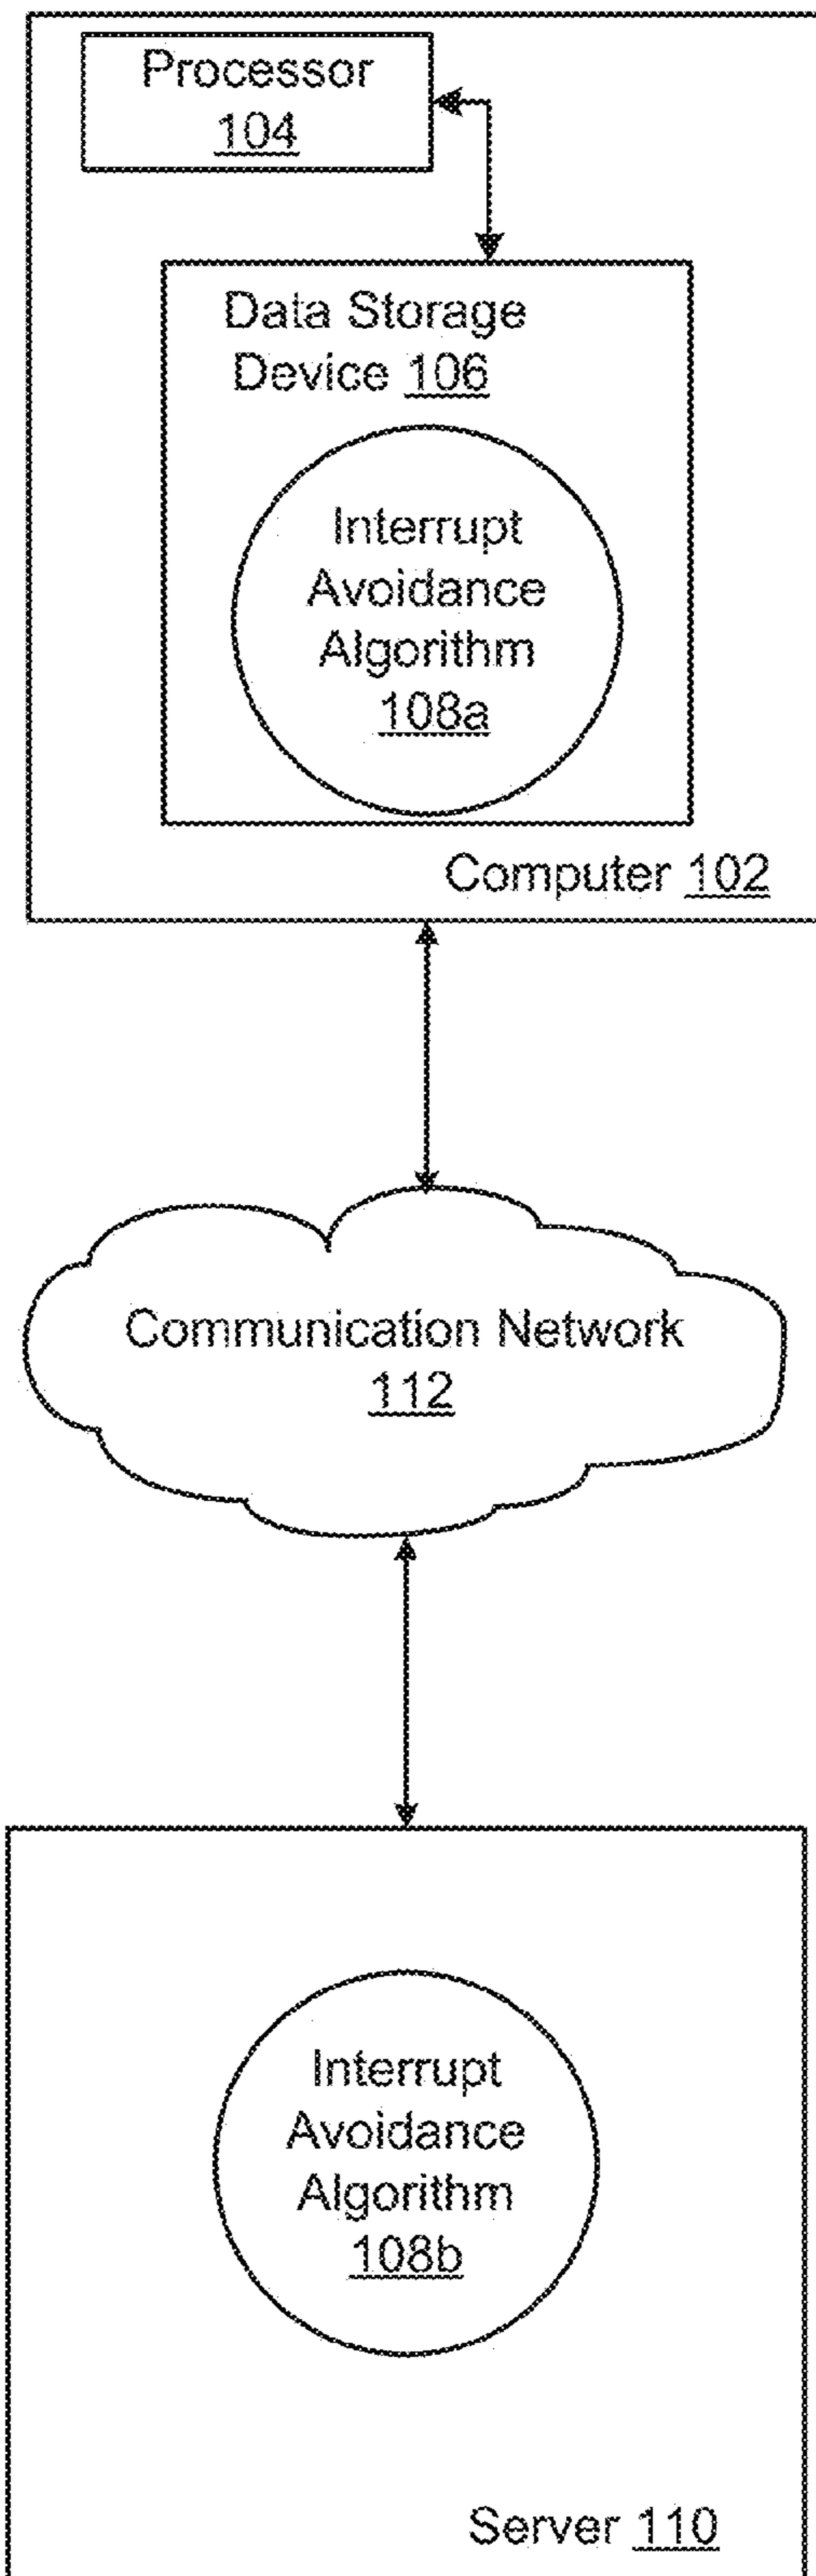 Processor
104
Data Storage
Device 106
Interrupt
Avoidance
Algorithm
108a
Computer 102
Communication Network
112
Interrupt
Avoidance
Algorithm
108b
Server 110